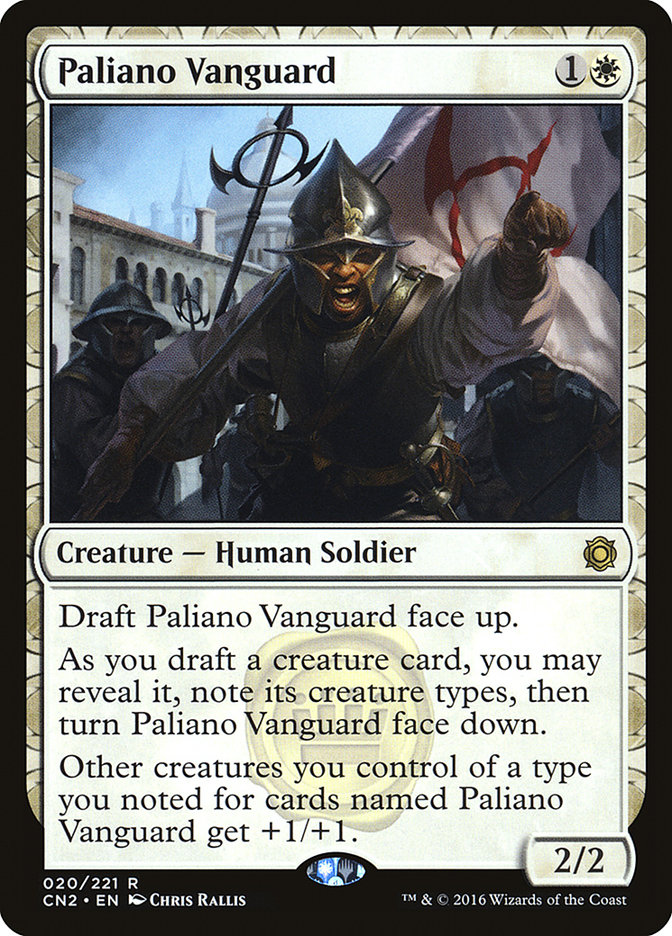 Paliano Vanguard
1
Creature — Human Soldier
Draft Paliano Vanguard face up.
As you draft a creature card, you may
reveal it, note its creature types, then
turn Paliano Vanguard face down.
Other creatures you control of a type
you noted for cards named Paliano
Vanguard get +1/+1.
2/2
020/221 R
CN2 • EN Chris Rallis
™ & © 2016 Wizards of the Coast